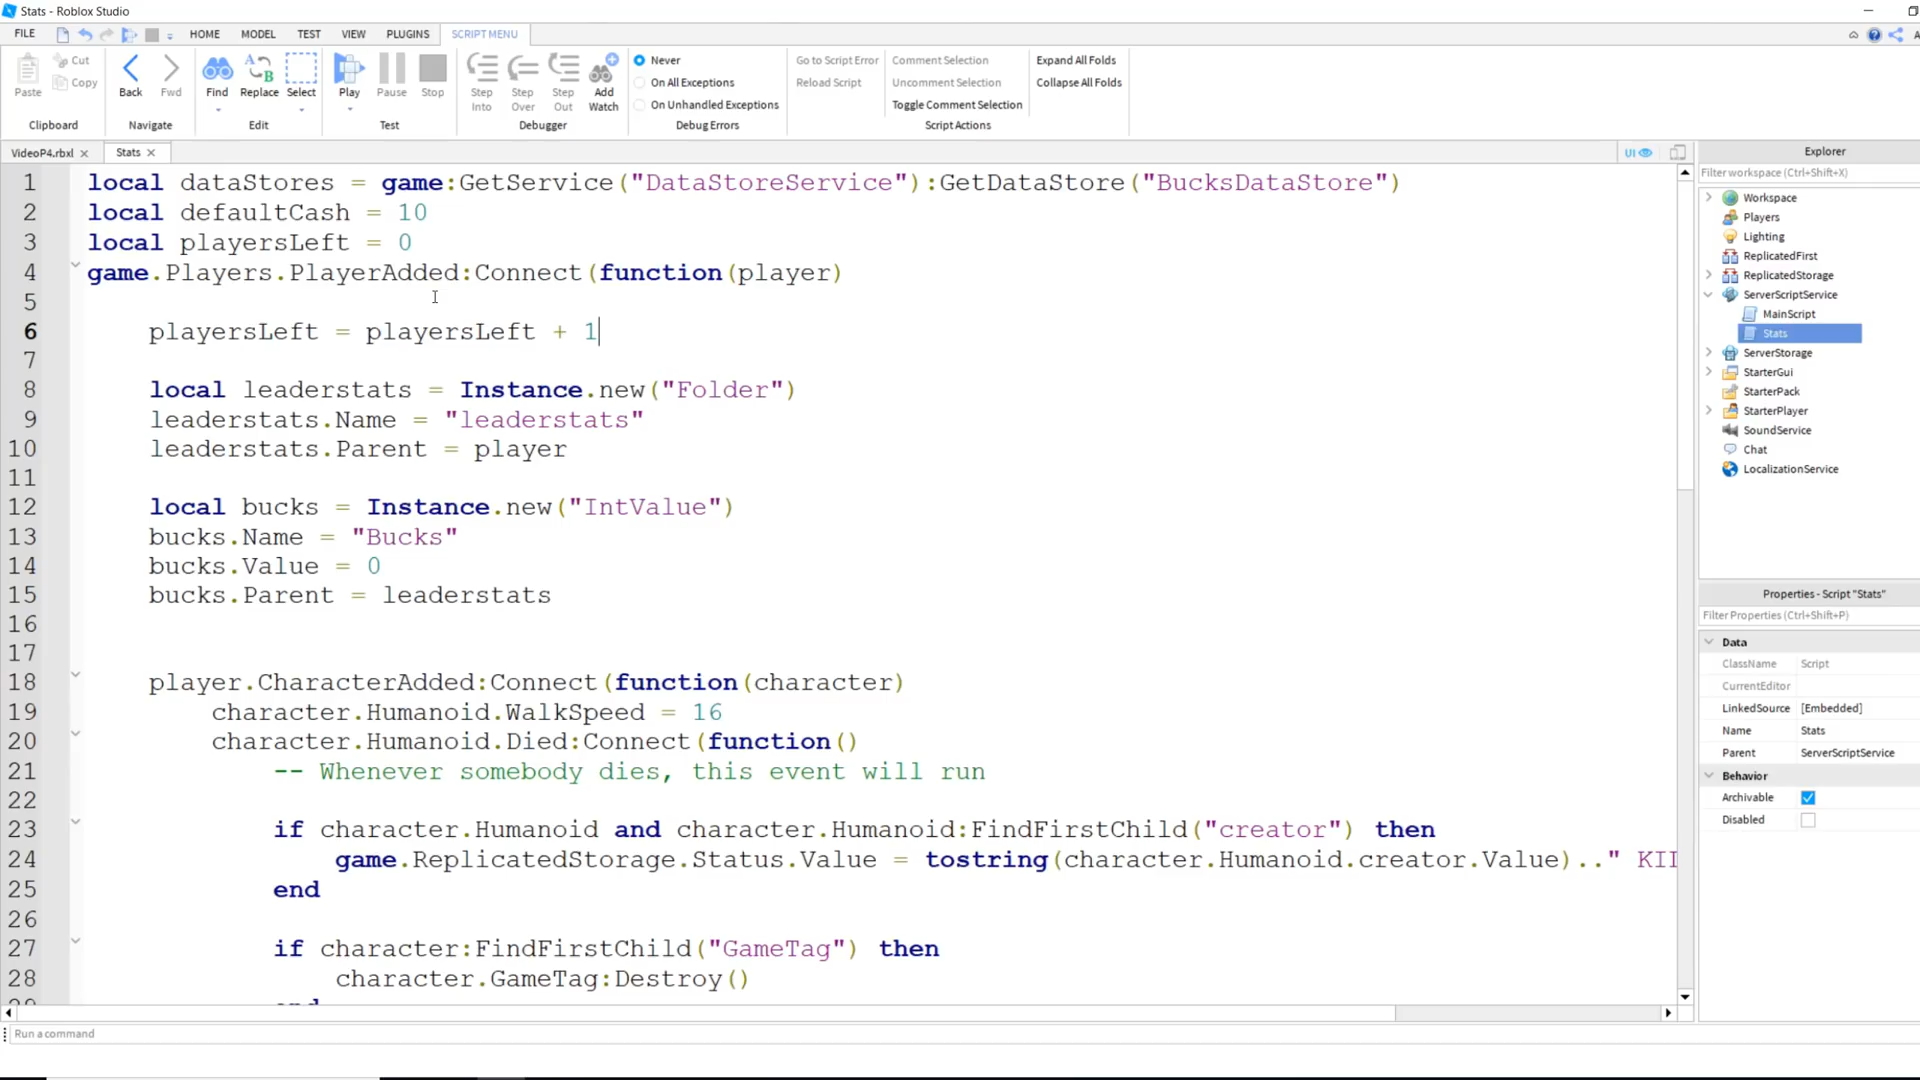 Stats - Roblox Studio
FILE HOME MODEL TEST VIEW PLUGINS SCRIPT MENU
Paste Cut Copy Back Fwd Find Replace Select Play Pause Stop Step Into Step Over Step Out Add Watch Never On All Exceptions On Unhandled Exceptions Go to Script Error Reload Script Comment Selection Uncomment Selection Toggle Comment Selection Expand All Folds Collapse All Folds
Clipboard Navigate Edit Test Debugger Debug Errors Script Actions
VideoP4.rbxl Stats UI
1 local dataStores = game:GetService("DataStoreService"):GetDataStore("BucksDataStore")
2 local defaultCash = 10
3 local playersLeft = 0
4 game.Players.PlayerAdded:Connect(function(player)
5
6 playersLeft = playersLeft + 1
7
8 local leaderstats = Instance.new("Folder")
9 leaderstats.Name = "leaderstats"
10 leaderstats.Parent = player
11
12 local bucks = Instance.new("IntValue")
13 bucks.Name = "Bucks"
14 bucks.Value = 0
15 bucks.Parent = leaderstats
16
17
18 player.CharacterAdded:Connect(function(character)
19 character.Humanoid.WalkSpeed = 16
20 character.Humanoid.Died:Connect(function()
21 -- Whenever somebody dies, this event will run
22
23 if character.Humanoid and character.Humanoid:FindFirstChild("creator") then
24 game.ReplicatedStorage.Status.Value = tostring(character.Humanoid.creator.Value).."
25 end
26
27 if character:FindFirstChild("GameTag") then
28 character.GameTag:Destroy()
Run a command
Explorer
Filter workspace (Ctrl+Shift+X)
Workspace
Players
Lighting
ReplicatedFirst
ReplicatedStorage
ServerScriptService
MainScript
Stats
ServerStorage
StarterGui
StarterPack
StarterPlayer
SoundService
Chat
LocalizationService
Properties - Script "Stats"
Filter Properties (Ctrl+Shift+P)
Data
ClassName Script
CurrentEditor
LinkedSource [Embedded]
Name Stats
Parent ServerScriptService
Behavior
Archivable
Disabled